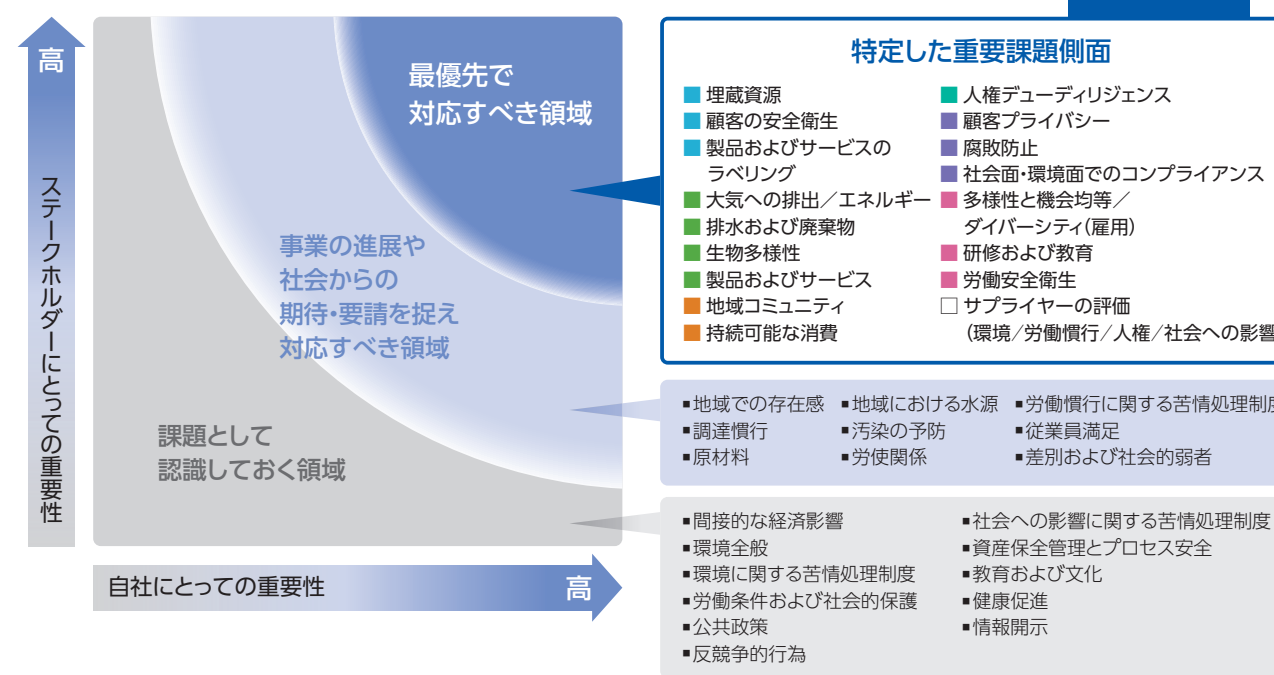 高
ステークホルダーにとっての重要性
最優先で
対応すべき領域
事業の進展や
社会からの
期待・要請を捉え
対応すべき領域
課題として
認識しておく領域
自社にとっての重要性
高
特定した重要課題側面
■ 埋蔵資源
■ 顧客の安全衛生
■ 製品およびサービスの
ラベリング
■ 大気への排出／エネルギー
■ 排水および廃棄物
■ 生物多様性
■ 製品およびサービス
■ 地域コミュニティ
■ 持続可能な消費
■ 人権デューディリジェンス
■ 顧客プライバシー
■ 腐敗防止
■ 社会面・環境面でのコンプライアンス
■ 多様性と機会均等／
ダイバーシティ(雇用)
■ 研修および教育
■ 労働安全衛生
□ サプライヤーの評価
（環境／労働慣行／人権／社会への影響
▪地域での存在感
▪調達慣行
▪原材料
▪地域における水源
▪汚染の予防
▪労使関係
▪労働慣行に関する苦情処理制度
▪従業員満足
▪差別および社会的弱者
▪間接的な経済影響
▪環境全般
▪環境に関する苦情処理制度
▪労働条件および社会的保護
▪公共政策
▪反競争的行為
▪社会への影響に関する苦情処理制度
▪資産保全管理とプロセス安全
▪教育および文化
▪健康促進
▪情報開示